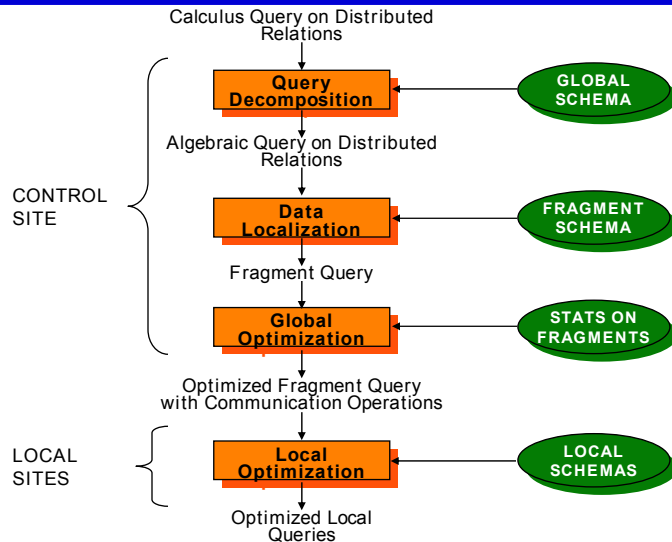 Calculus Query on Distributed
Relations
Query
Decomposition
GLOBAL
SCHEMA
Algebraic Query on Distributed
Relations
CONTROL
SITE
Data
Localization
FRAGMENT
SCHEMA
Fragment Query
Global
Optimization
STATS ON
FRAGMENTS
Optimized Fragment Query
with Communication Operations
LOCAL
SITES
Local
Optimization
LOCAL
SCHEMAS
Optimized Local
Queries